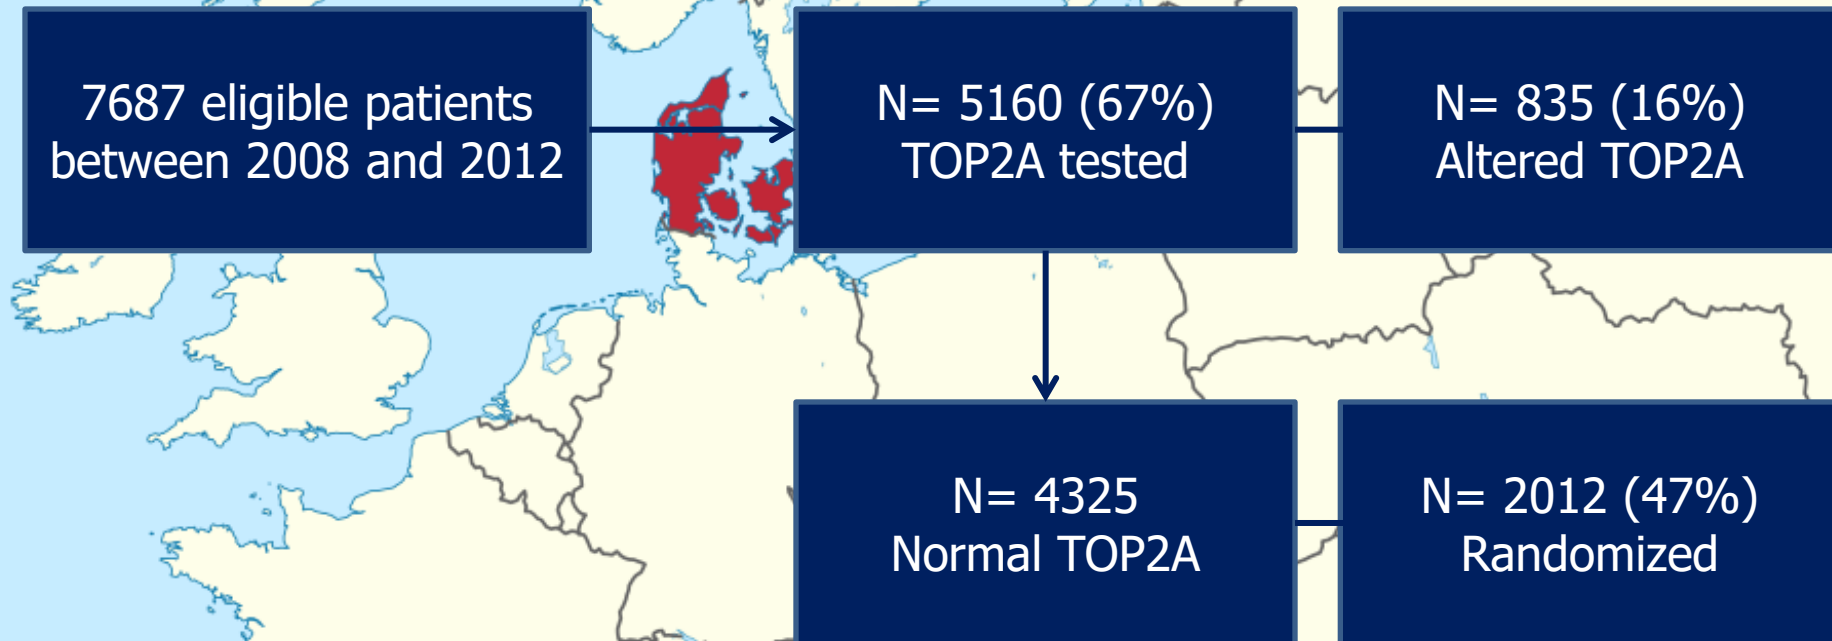 7687 eligible patients
between 2008 and 2012
N= 5160 (67%)
TOP2A tested
N= 835 (16%)
Altered TOP2A
N= 4325
Normal TOP2A
N= 2012 (47%)
Randomized